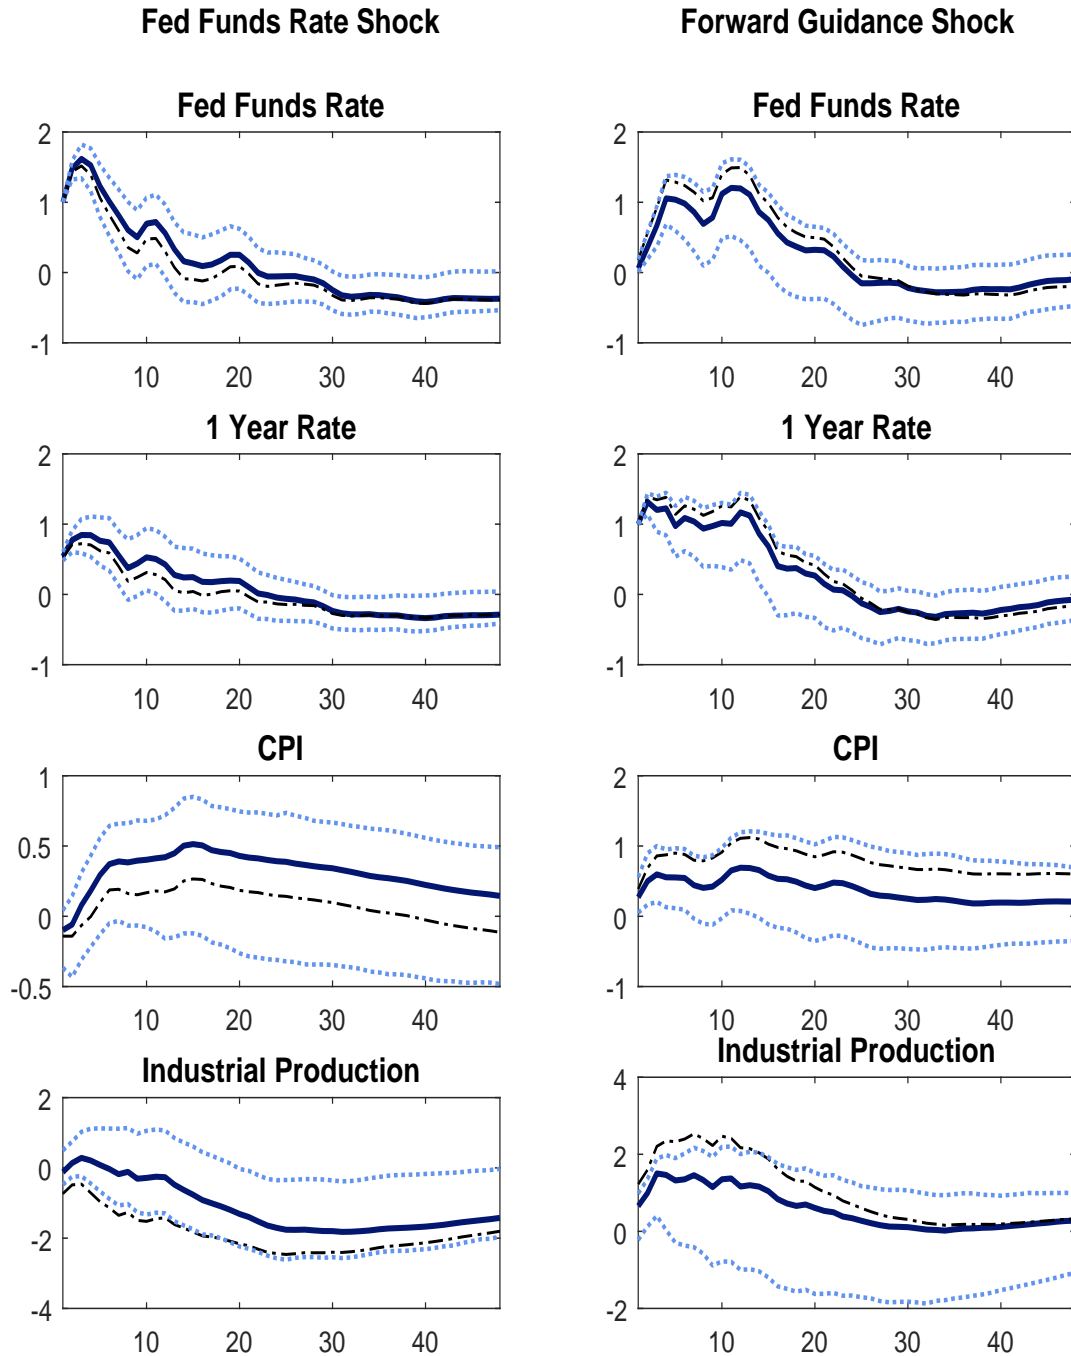 Fed Funds Rate Shock Forward Guidance Shock
Fed Funds Rate Fed Funds Rate
2 2
1 1
0 0
-1 -1
10 20 30 40 10 20 30 40
1 Year Rate 1 Year Rate
2 2
1 1
0 0
-1 -1
10 20 30 40 10 20 30 40
CPI CPI
1 2
0.5 1
0 0
-0.5 -1
10 20 30 40 10 20 30 40
Industrial Production Industrial Production
2 4
0 2
-2 0
-4 -2
10 20 30 40 10 20 30 40